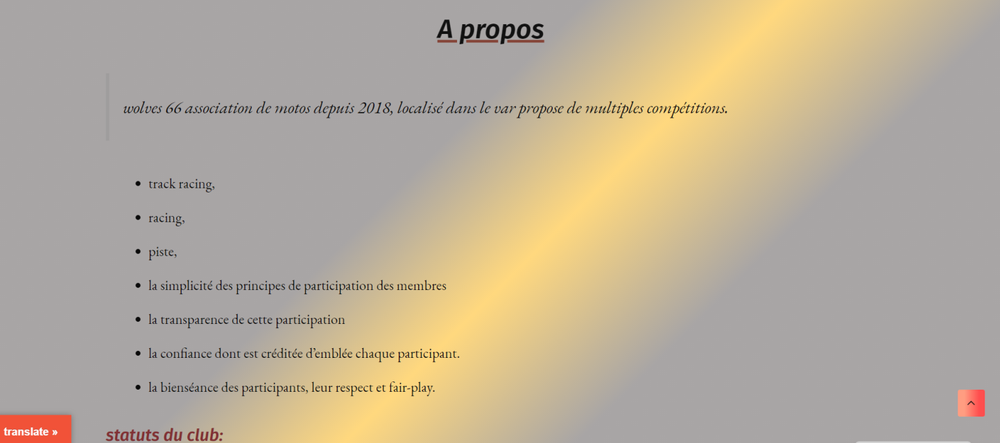 A propos
wolves 66 association de motos depuis 2018, localisé dans le var propose de multiples compétitions.
track racing,
racing,
piste,
la simplicité des principes de participation des membres
la transparence de cette participation
la confiance dont est créditée d’emblée chaque participant.
la bienséance des participants, leur respect et fair-play.
statuts du club:
translate »